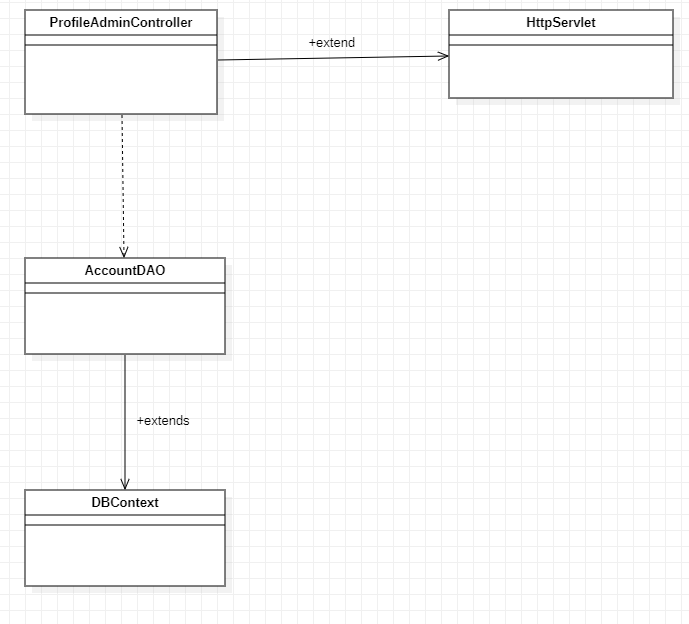 ProfileAdminController
HttpServlet
+extend
AccountDAO
+extends
DBContext